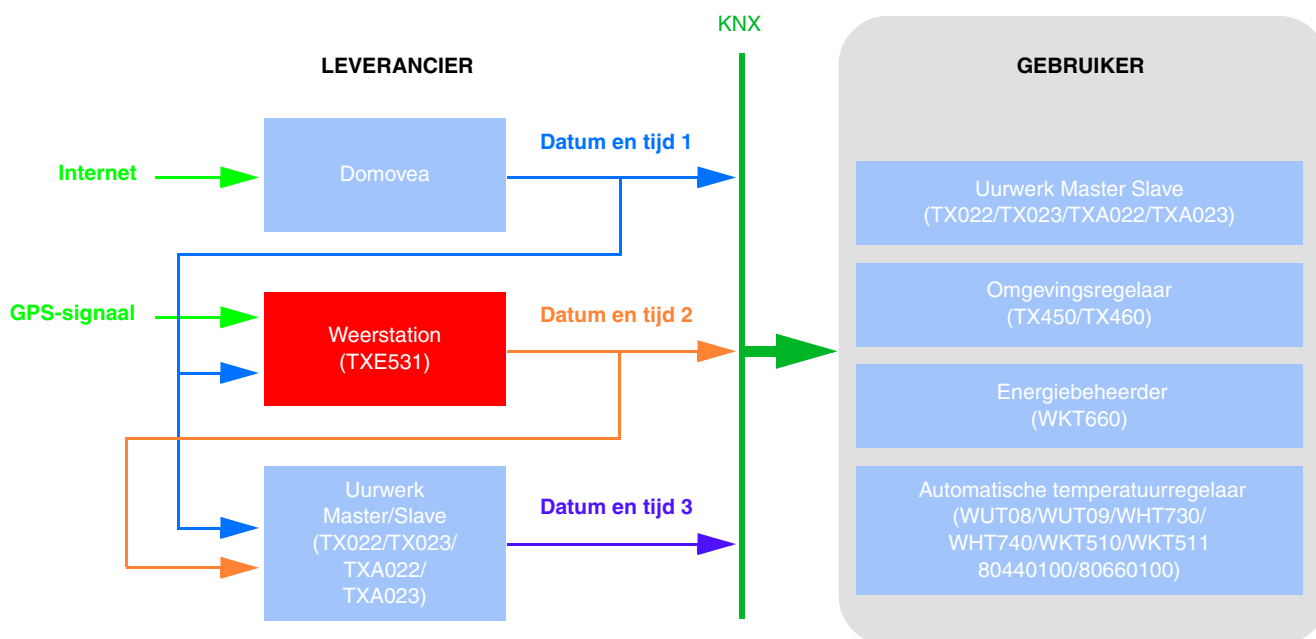 KNX
LEVERANCIER
GEBRUIKER
Internet
Domovea
Datum en tijd 1
GPS-signaal
Weerstation
(TXE531)
Datum en tijd 2
Uurwerk
Master/Slave
(TX022/TX023/
TXA022/
TXA023)
Datum en tijd 3
Uurwerk Master Slave
(TX022/TX023/TXA022/TXA023)
Omgevingsregelaar
(TX450/TX460)
Energiebeheerder
(WKT660)
Automatische temperatuurregelaar
(WUT08/WUT09/WHT730/
WHT740/WKT510/WKT511
80440100/80660100)